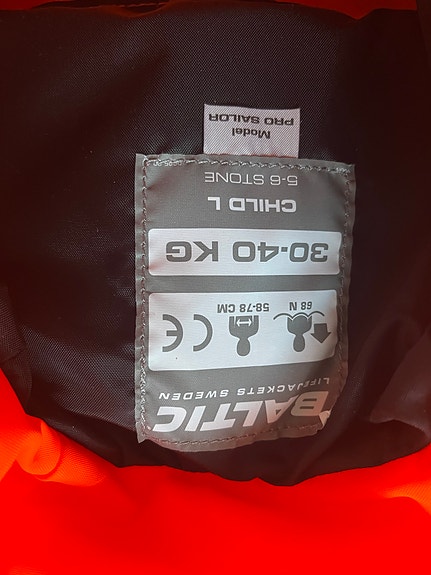 BALTIC
LIFEJACKETS SWEDEN
68 N
58-78 CM
CE
30-40 KG
CHILD L
5-6 STONE
Model
PRO SAILOR